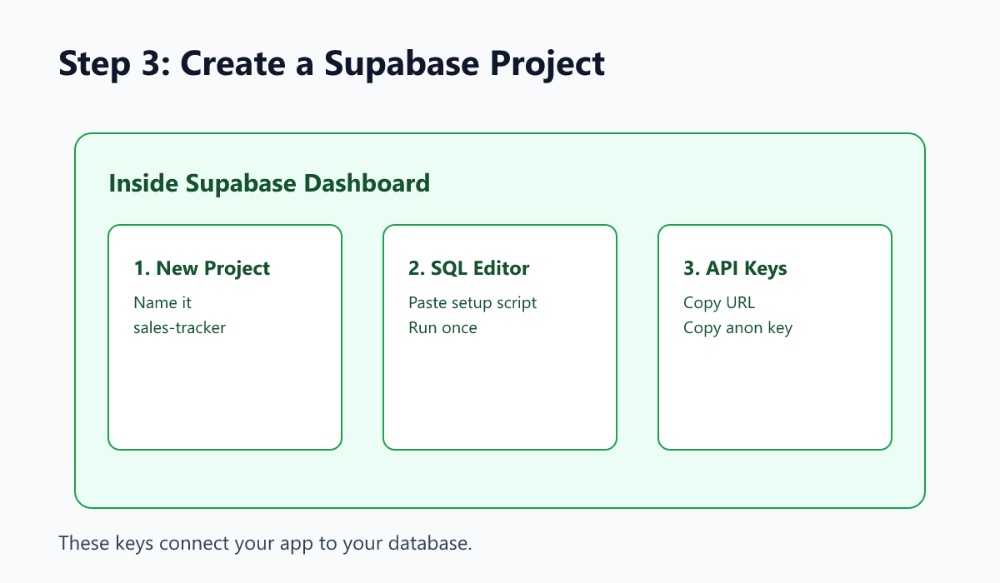 Step 3: Create a Supabase Project
Inside Supabase Dashboard
1. New Project
Name it
sales-tracker
2. SQL Editor
Paste setup script
Run once
3. API Keys
Copy URL
Copy anon key
These keys connect your app to your database.